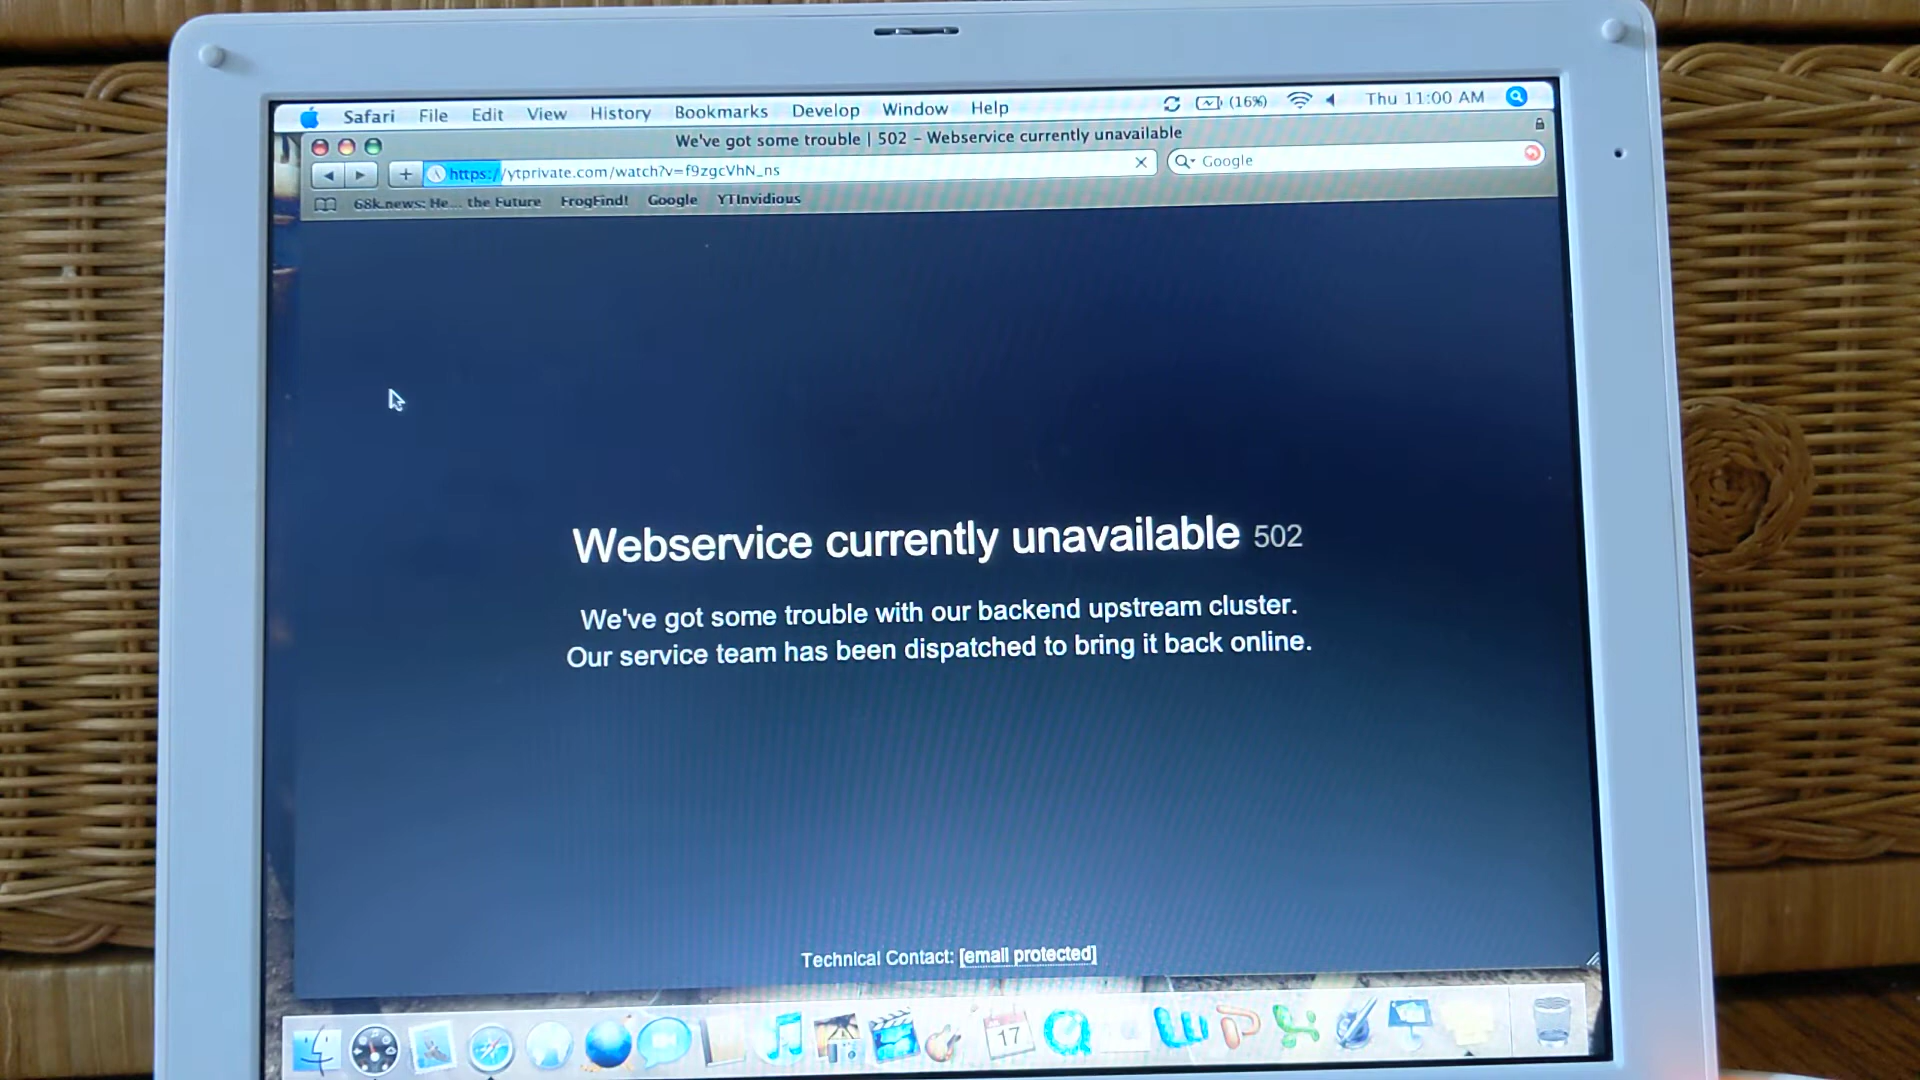 Safari File Edit View History Bookmarks Develop Window Help (16%) Thu 11:00 AM
We've got some trouble | 502 - Webservice currently unavailable
https://ytprivate.com/watch?v=f9zgcVhN_ns Google
68k.news: He... the Future FrogFind! Google YTInvidious
Webservice currently unavailable 502
We've got some trouble with our backend upstream cluster.
Our service team has been dispatched to bring it back online.
Technical Contact: [email protected]
17